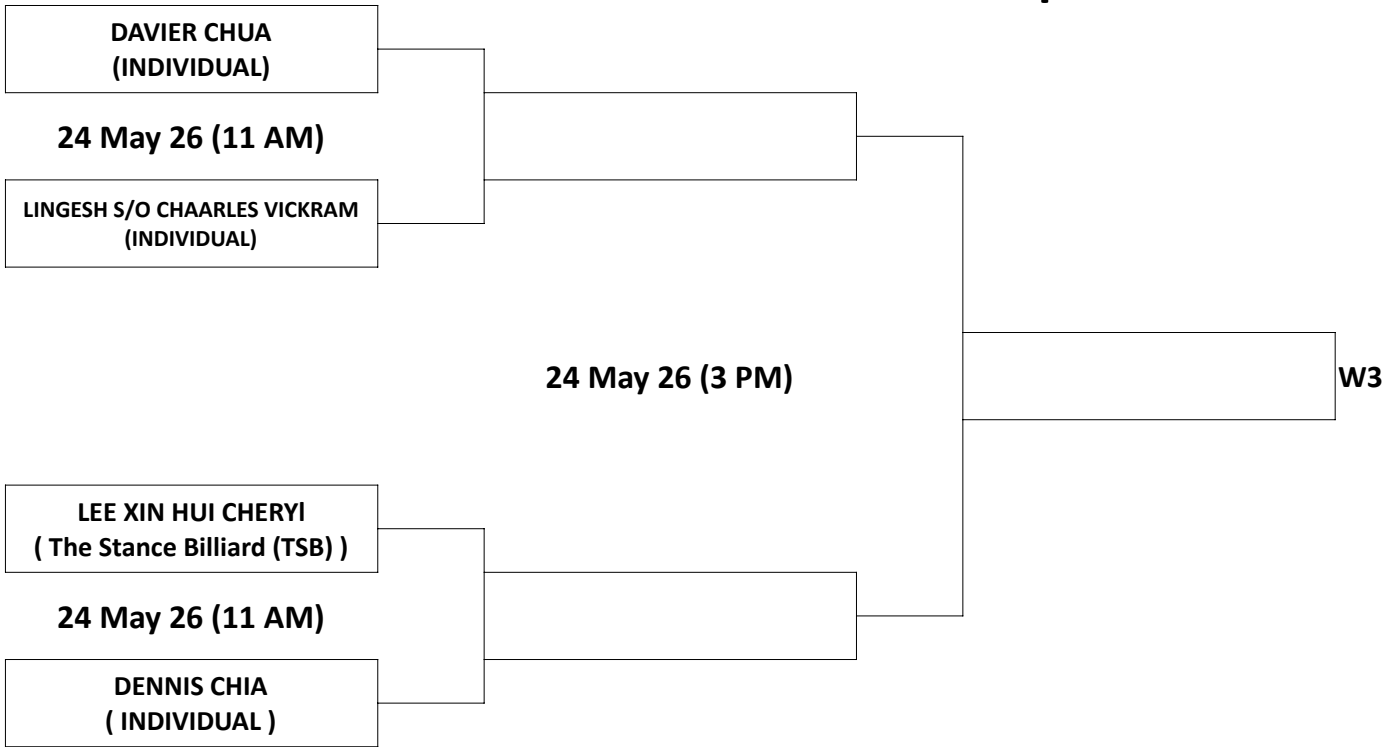 DAVIER CHUA
(INDIVIDUAL)
24 May 26 (11 AM)
LINGESH S/O CHAARLES VICKRAM
(INDIVIDUAL)
24 May 26 (3 PM)
W3
LEE XIN HUI CHERYl
( The Stance Billiard (TSB) )
24 May 26 (11 AM)
DENNIS CHIA
( INDIVIDUAL )